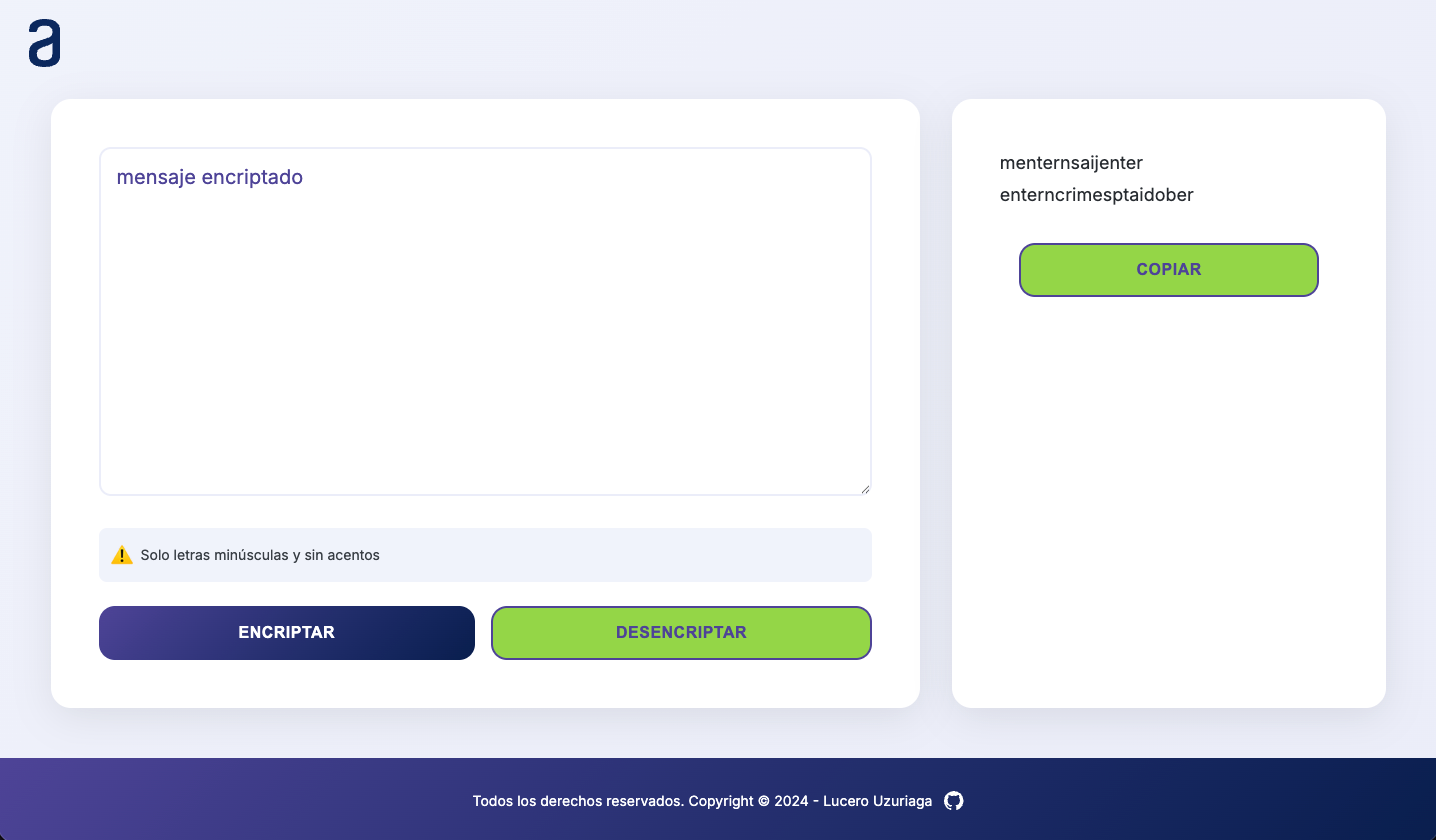 a
mensaje encriptado
menternsaijenter
enterncrimesptaidober
COPIAR
Solo letras minúsculas y sin acentos
ENCRIPTAR
DESENCRIPTAR
Todos los derechos reservados. Copyright © 2024 - Lucero Uzuriaga